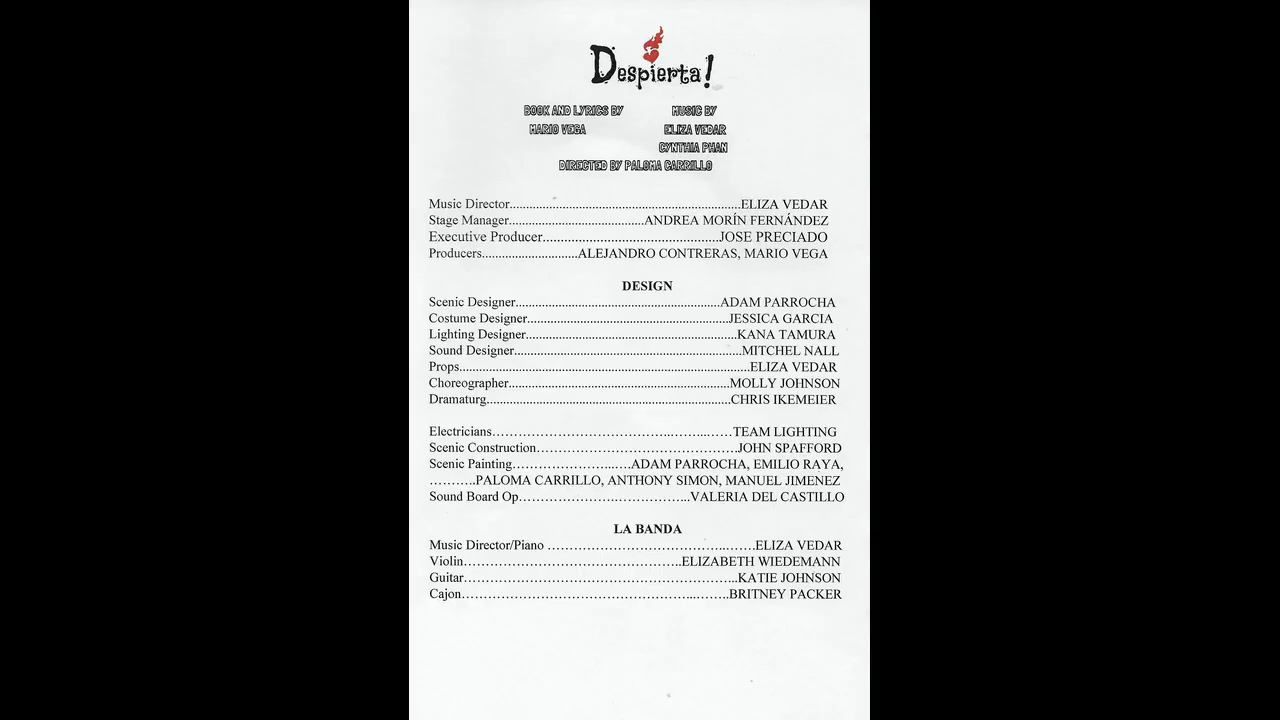 Despierta!
BOOK AND LYRICS BY MUSIC BY
MARIO VEGA ELIZA VEDAR
CYNTHIA PHAN
DIRECTED BY PALOMA CARRILLO
Music Director......................................................................ELIZA VEDAR
Stage Manager.........................................ANDREA MORÍN FERNÁNDEZ
Executive Producer.....................................................JOSE PRECIADO
Producers.............................ALEJANDRO CONTRERAS, MARIO VEGA
DESIGN
Scenic Designer..............................................................ADAM PARROCHA
Costume Designer.............................................................JESSICA GARCIA
Lighting Designer................................................................KANA TAMURA
Sound Designer.....................................................................MITCHEL NALL
Props........................................................................................ELIZA VEDAR
Choreographer...................................................................MOLLY JOHNSON
Dramaturg..........................................................................CHRIS IKEMEIER
Electricians…………………………………..……...……TEAM LIGHTING
Scenic Construction……………………………………….JOHN SPAFFORD
Scenic Painting…………………...….ADAM PARROCHA, EMILIO RAYA,
……….PALOMA CARRILLO, ANTHONY SIMON, MANUEL JIMENEZ
Sound Board Op…………………………………...VALERIA DEL CASTILLO
LA BANDA
Music Director/Piano …………………………………..…….ELIZA VEDAR
Violin…………………………………………..ELIZABETH WIEDEMANN
Guitar……………………………………………………..KATIE JOHNSON
Cajon……………………………………………...…….BRITNEY PACKER